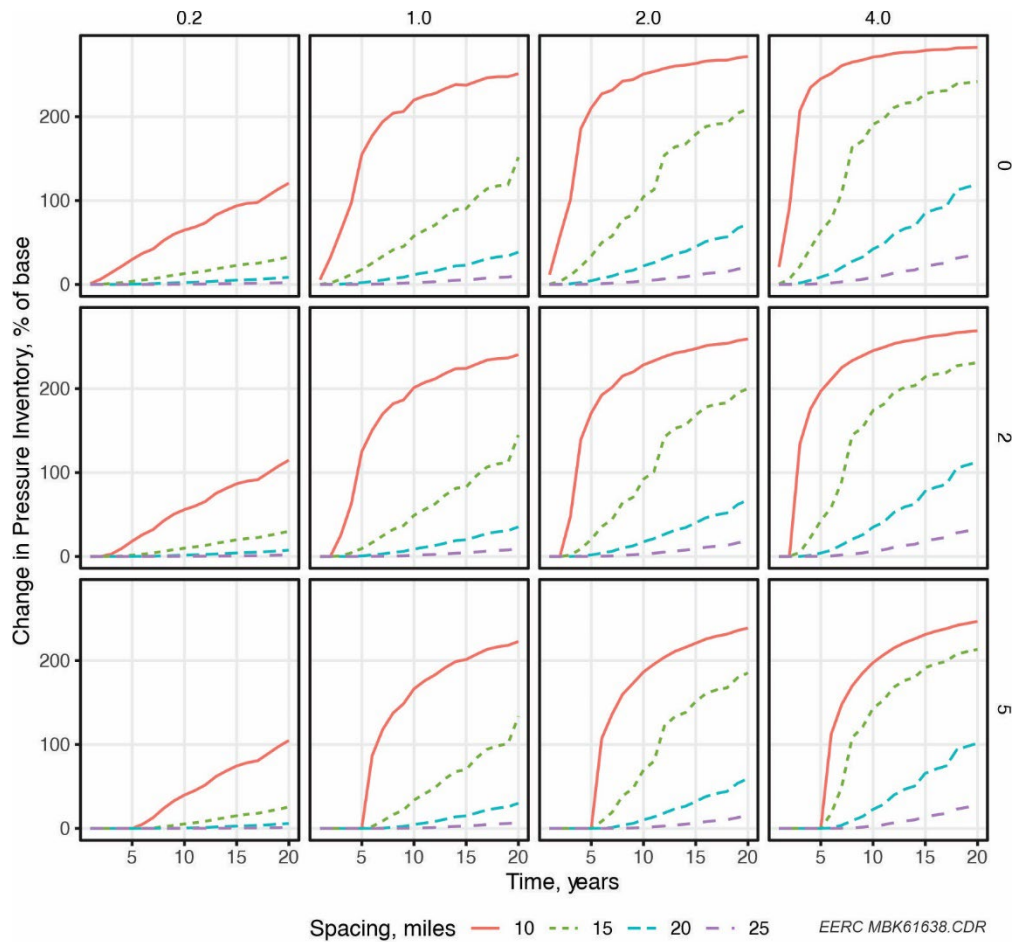 0.2 1.0 2.0 4.0
Change in Pressure Inventory, % of base
200
100
0
0
200
100
0
2
200
100
0
5
5 10 15 20 5 10 15 20 5 10 15 20 5 10 15 20
Time, years
Spacing, miles 10 15 20 25
EERC MBK61638.CDR